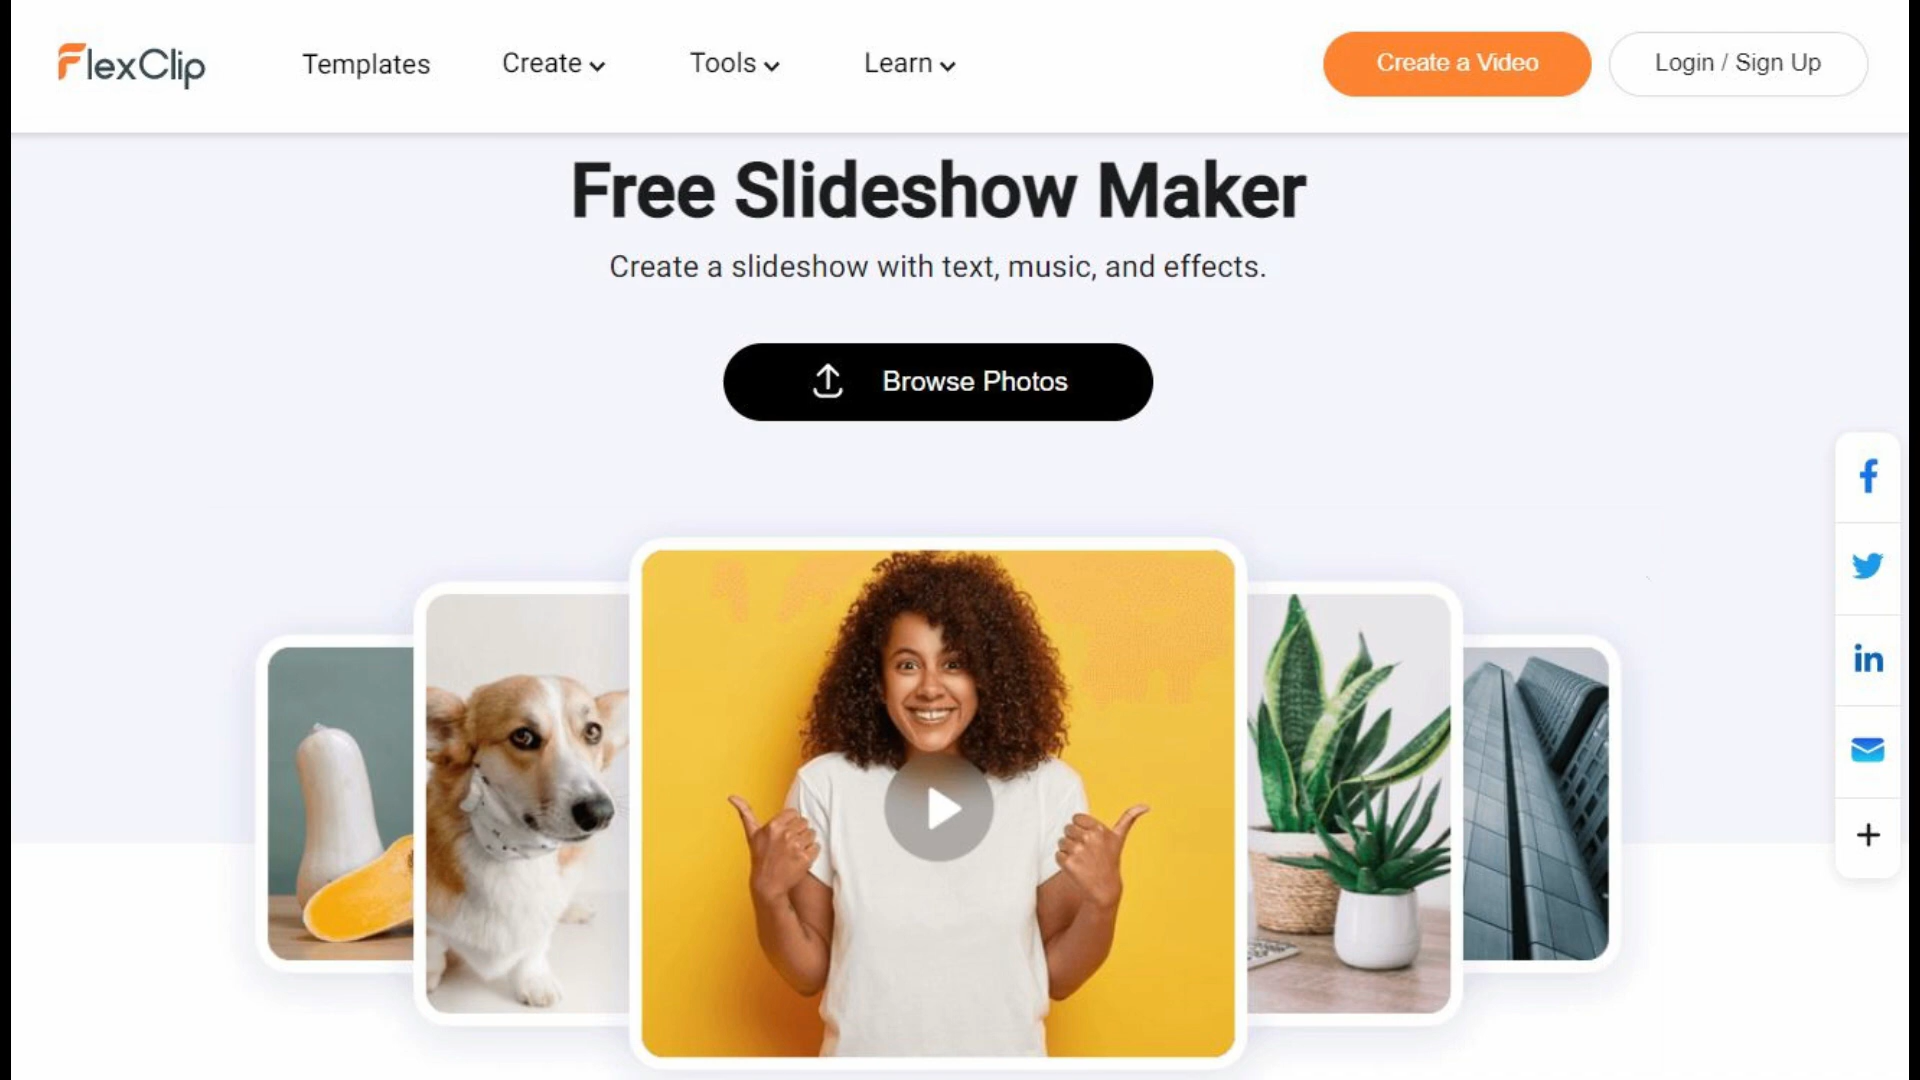 FlexClip
Templates
Create
Tools
Learn
Create a Video
Login / Sign Up
Free Slideshow Maker
Create a slideshow with text, music, and effects.
Browse Photos